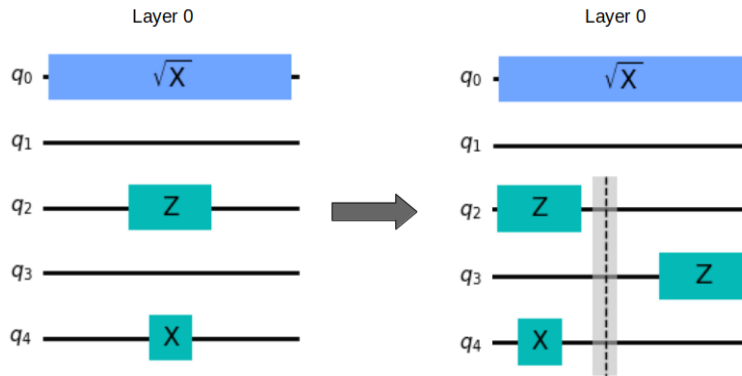 Layer 0
q0 √X
q1
q2 Z
q3
q4 X
Layer 0
q0 √X
q1
q2 Z
q3 Z
q4 X